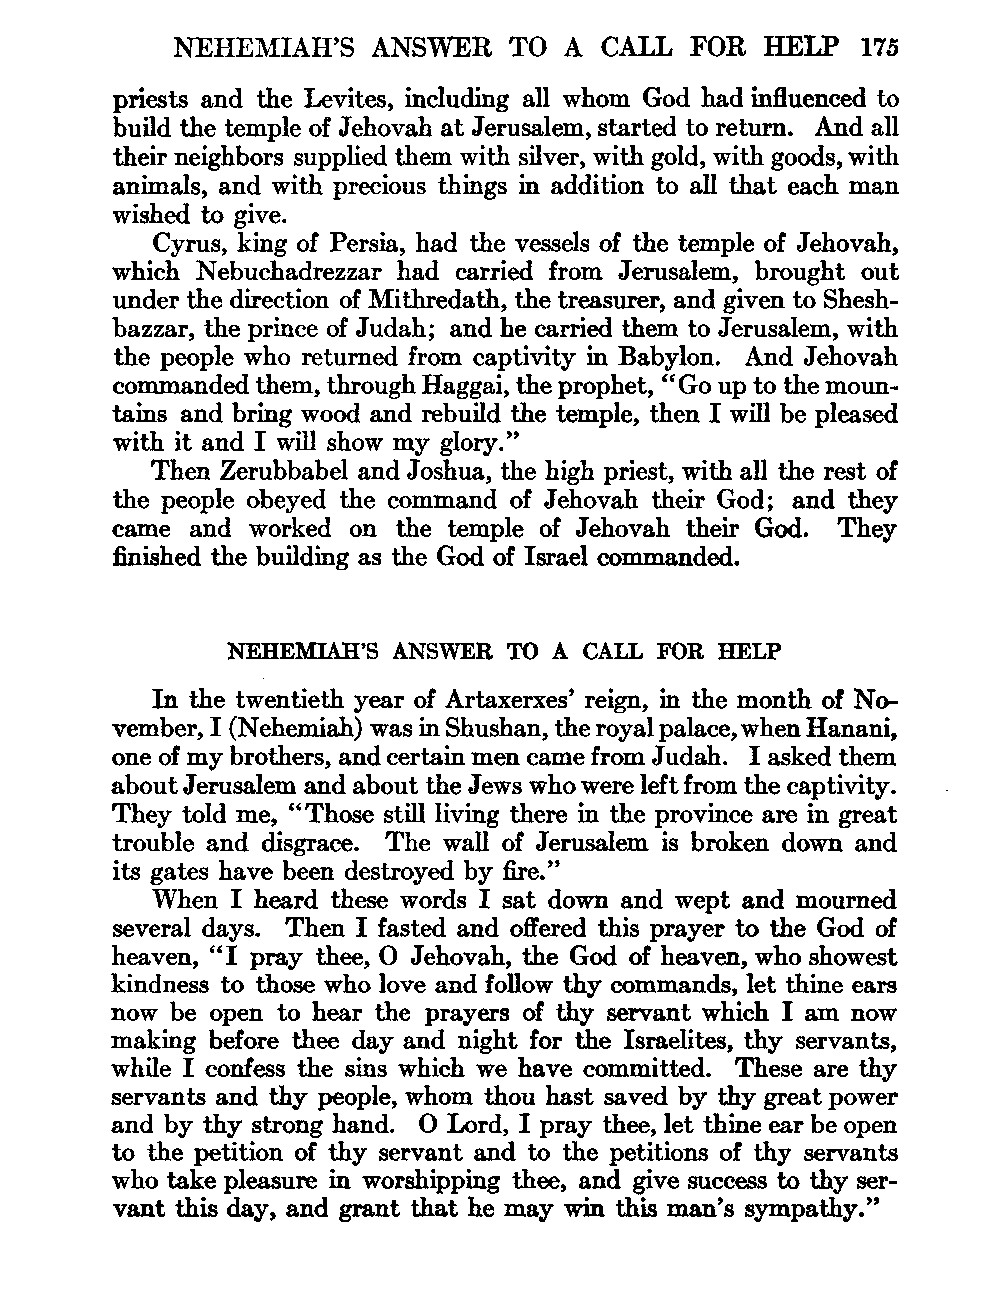 NEHEMIAH'S ANSWER TO A CALL FOR HELP 175
priests and the Levites, including all whom God had influenced to
build the temple of Jehovah at Jerusalem, started to return. And all
their neighbors supplied them with silver, with gold, with goods, with
animals, and with precious things in addition to all that each man
wished to give.
Cyrus, king of Persia, had the vessels of the temple of Jehovah,
which Nebuchadrezzar had carried from Jerusalem, brought out
under the direction of Mithredath, the treasurer, and given to Shesh-
bazzar, the prince of Judah; and he carried them to Jerusalem, with
the people who returned from captivity in Babylon. And Jehovah
commanded them, through Haggai, the prophet, "Go up to the moun-
tains and bring wood and rebuild the temple, then I will be pleased
with it and I will show my glory."
Then Zerubbabel and Joshua, the high priest, with all the rest of
the people obeyed the command of Jehovah their God; and they
came and worked on the temple of Jehovah their God. They
finished the building as the God of Israel commanded.
NEHEMIAH'S ANSWER TO A CALL FOR HELP
In the twentieth year of Artaxerxes' reign, in the month of No-
vember, I (Nehemiah) was in Shushan, the royal palace, when Hanani,
one of my brothers, and certain men came from Judah. I asked them
about Jerusalem and about the Jews who were left from the captivity.
They told me, "Those still living there in the province are in great
trouble and disgrace. The wall of Jerusalem is broken down and
its gates have been destroyed by fire."
When I heard these words I sat down and wept and mourned
several days. Then I fasted and offered this prayer to the God of
heaven, "I pray thee, O Jehovah, the God of heaven, who showest
kindness to those who love and follow thy commands, let thine ears
now be open to hear the prayers of thy servant which I am now
making before thee day and night for the Israelites, thy servants,
while I confess the sins which we have committed. These are thy
servants and thy people, whom thou hast saved by thy great power
and by thy strong hand. O Lord, I pray thee, let thine ear be open
to the petition of thy servant and to the petitions of thy servants
who take pleasure in worshipping thee, and give success to thy ser-
vant this day, and grant that he may win this man's sympathy."